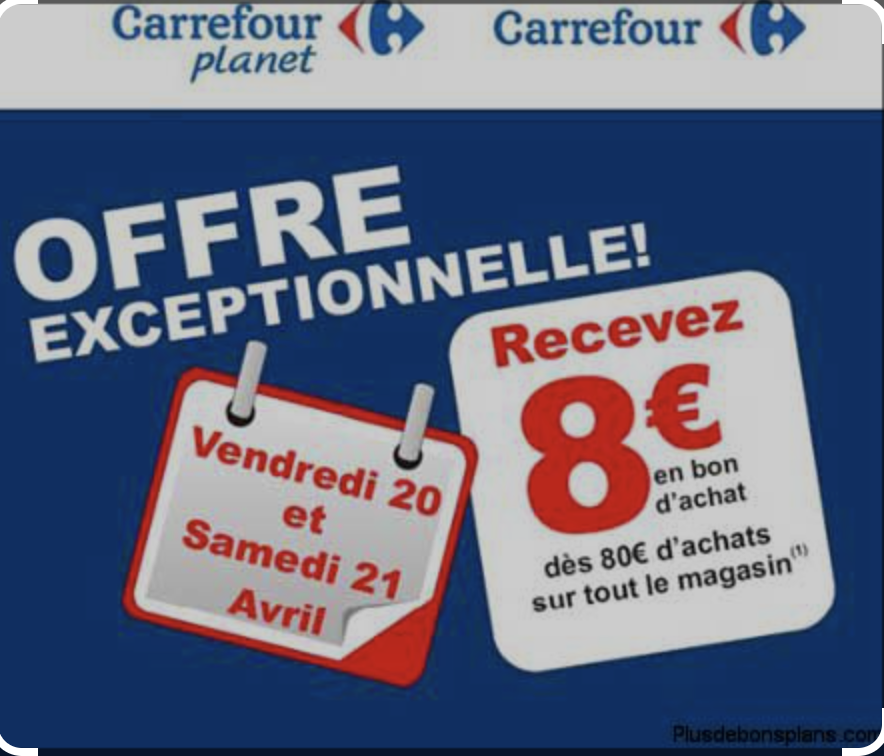 Carrefour
planet
Carrefour
OFFRE
EXCEPTIONNELLE!
Vendredi 20
et
Samedi 21
Avril
Recevez
8€
en bon
d'achat
dès 80€ d'achats
sur tout le magasin(1)
Plusdebonsplans.com